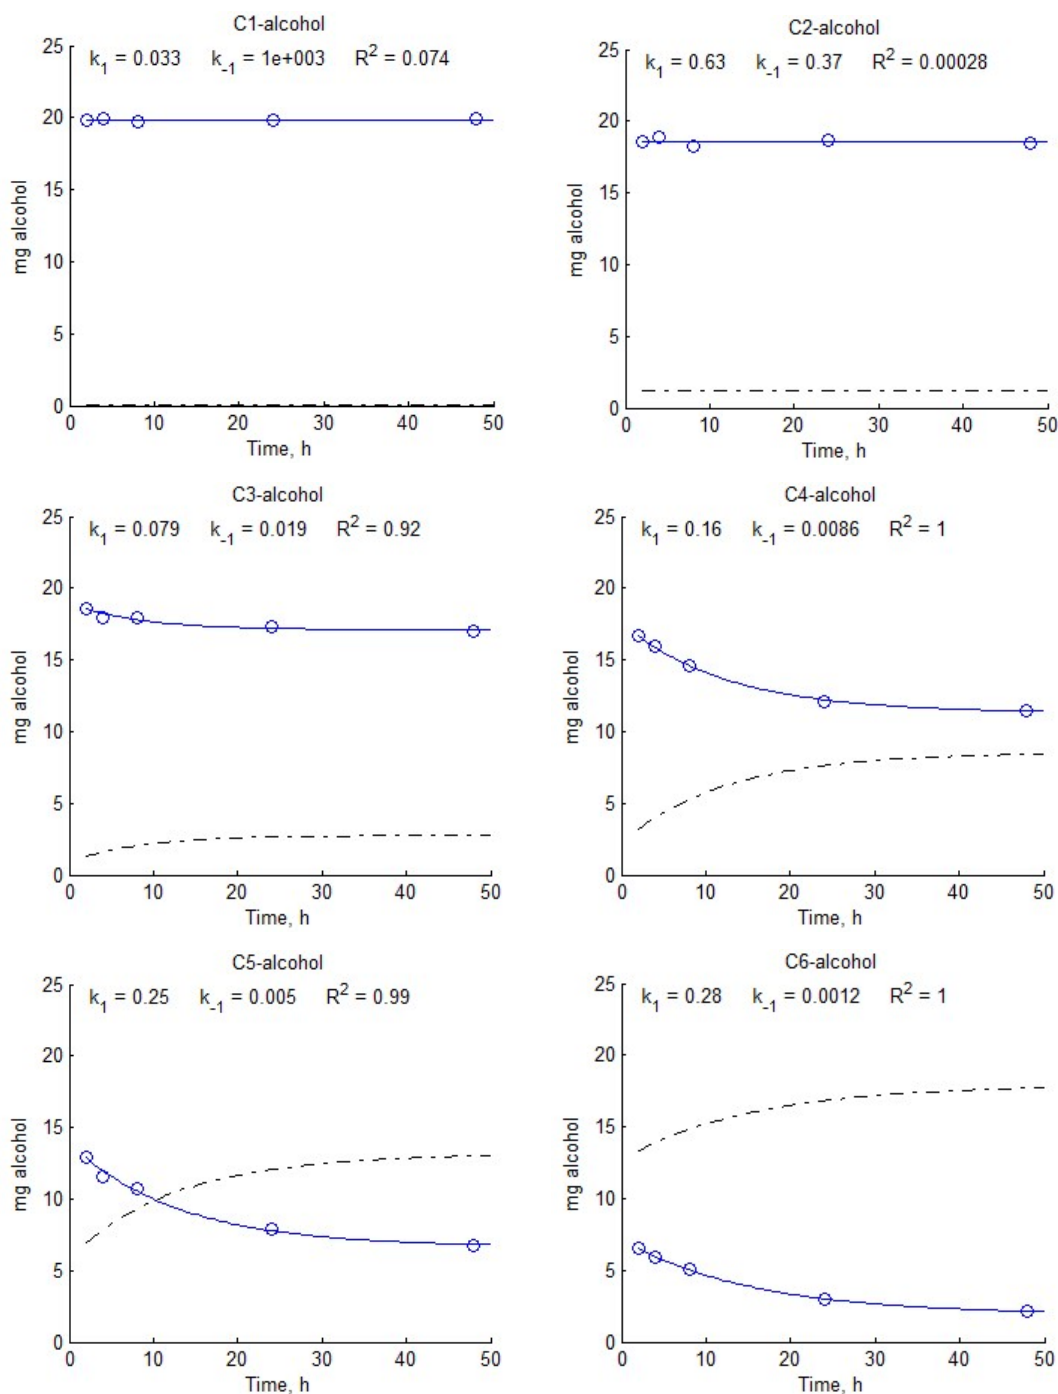 C1-alcohol
k1 = 0.033 k-1 = 1e+003 R2 = 0.074
25
20
15
10
5
0
mg alcohol
0 10 20 30 40 50
Time, h
C2-alcohol
k1 = 0.63 k-1 = 0.37 R2 = 0.00028
25
20
15
10
5
0
mg alcohol
0 10 20 30 40 50
Time, h
C3-alcohol
k1 = 0.079 k-1 = 0.019 R2 = 0.92
25
20
15
10
5
0
mg alcohol
0 10 20 30 40 50
Time, h
C4-alcohol
k1 = 0.16 k-1 = 0.0086 R2 = 1
25
20
15
10
5
0
mg alcohol
0 10 20 30 40 50
Time, h
C5-alcohol
k1 = 0.25 k-1 = 0.005 R2 = 0.99
25
20
15
10
5
0
mg alcohol
0 10 20 30 40 50
Time, h
C6-alcohol
k1 = 0.28 k-1 = 0.0012 R2 = 1
25
20
15
10
5
0
mg alcohol
0 10 20 30 40 50
Time, h